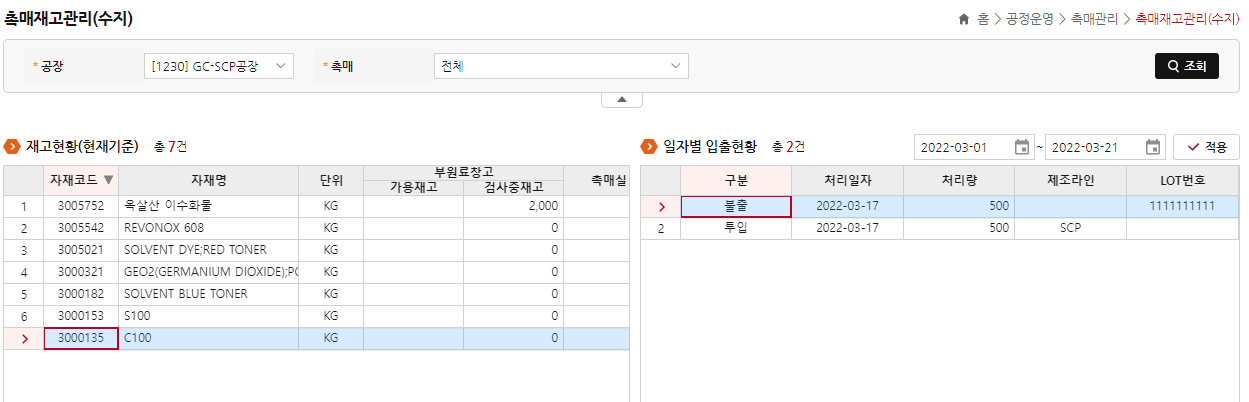 촉매재고관리(수지)
홈 > 공정운영 > 촉매관리 > 촉매재고관리(수지)
* 공장 [1230] GC-SCP공장 * 촉매 전체 조회
재고현황(현재기준) 총 7건
자재코드 ▼ 자재명 단위 부원료창고 촉매실
가용재고 검사중재고
1 3005752 옥살산 이수화물 KG 2,000
2 3005542 REVONOX 608 KG 0
3 3005021 SOLVENT DYE;RED TONER KG 0
4 3000321 GEO2(GERMANIUM DIOXIDE);PO KG 0
5 3000182 SOLVENT BLUE TONER KG 0
6 3000153 S100 KG 0
3000135 C100 KG 0
일자별 입출현황 총 2건 2022-03-01 ~ 2022-03-21 적용
구분 처리일자 처리량 제조라인 LOT번호
불출 2022-03-17 500 1111111111
2 투입 2022-03-17 500 SCP